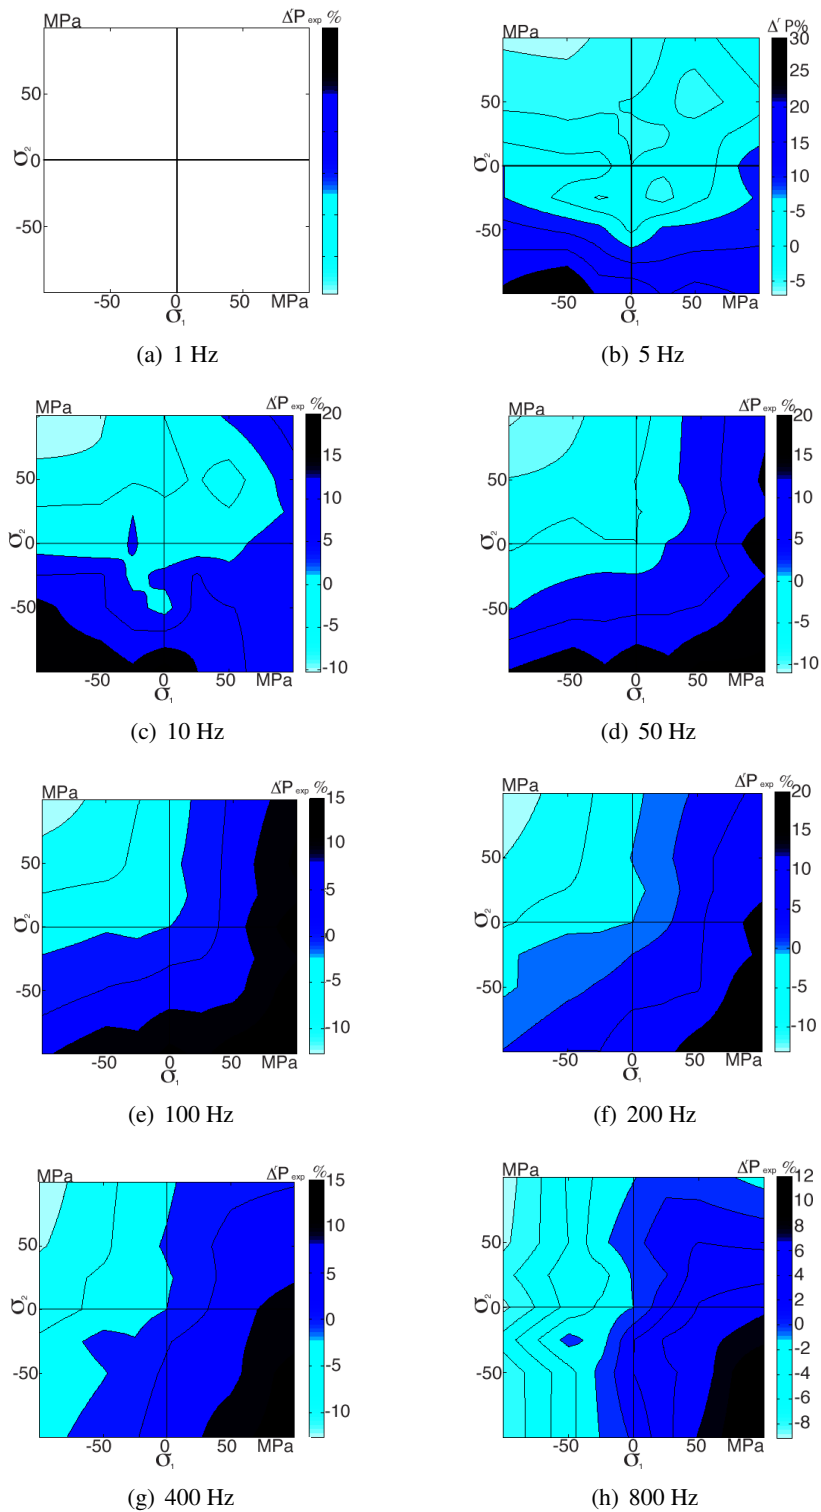 MPa Δ'P exp %
50
σ₂ 0
-50
-50 0 50 MPa
σ₁
(a) 1 Hz
MPa Δ' P%
30
25
50 20
15
σ₂ 0 10
-5
-50 0
-5
-50 0 50 MPa
σ₁
(b) 5 Hz
MPa Δ'P exp %
20
15
50 10
5
σ₂ 0 0
-50 -5
-10
-50 0 50 MPa
σ₁
(c) 10 Hz
MPa Δ'P exp %
20
15
50 10
5
σ₂ 0 0
-50 -5
-10
-50 0 50 MPa
σ₁
(d) 50 Hz
MPa Δ'P exp %
15
10
50 5
σ₂ 0 0
-50 -5
-10
-50 0 50 MPa
σ₁
(e) 100 Hz
MPa Δ'P exp %
20
15
50 10
5
σ₂ 0 0
-50 -5
-10
-50 0 50 MPa
σ₁
(f) 200 Hz
MPa Δ'P exp %
15
10
50 5
σ₂ 0 0
-50 -5
-10
-50 0 50 MPa
σ₁
(g) 400 Hz
MPa Δ'P exp %
12
10
8
50 6
4
2
σ₂ 0 0
-2
-50 -4
-6
-8
-50 0 50 MPa
σ₁
(h) 800 Hz